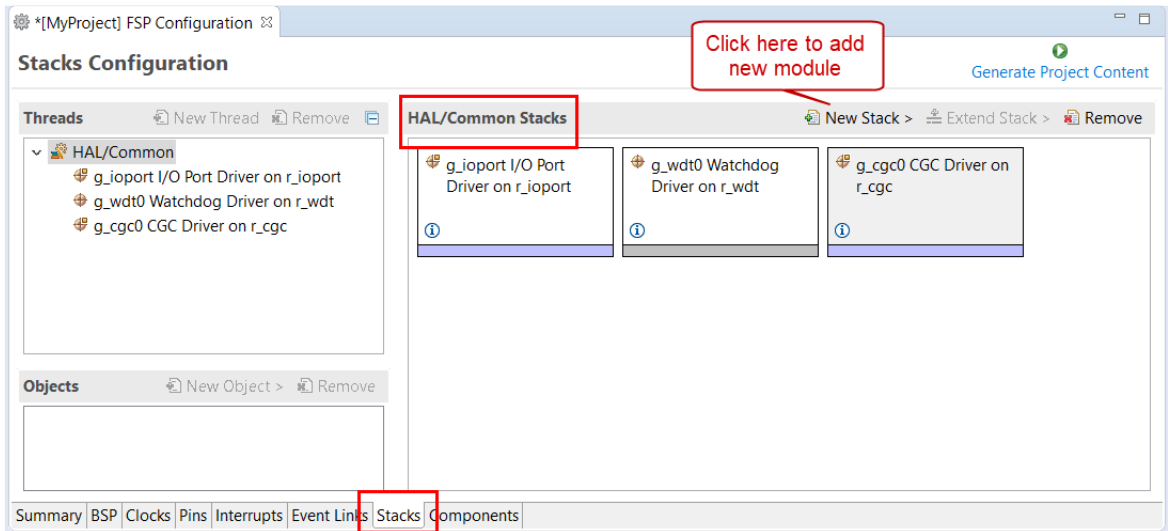 *[MyProject] FSP Configuration
Click here to add
new module
Stacks Configuration
Generate Project Content
Threads New Thread Remove
HAL/Common Stacks New Stack > Extend Stack > Remove
HAL/Common
g_ioport I/O Port Driver on r_ioport
g_wdt0 Watchdog Driver on r_wdt
g_cgc0 CGC Driver on r_cgc
g_ioport I/O Port
Driver on r_ioport
g_wdt0 Watchdog
Driver on r_wdt
g_cgc0 CGC Driver on
r_cgc
Objects New Object > Remove
Summary BSP Clocks Pins Interrupts Event Links Stacks Components